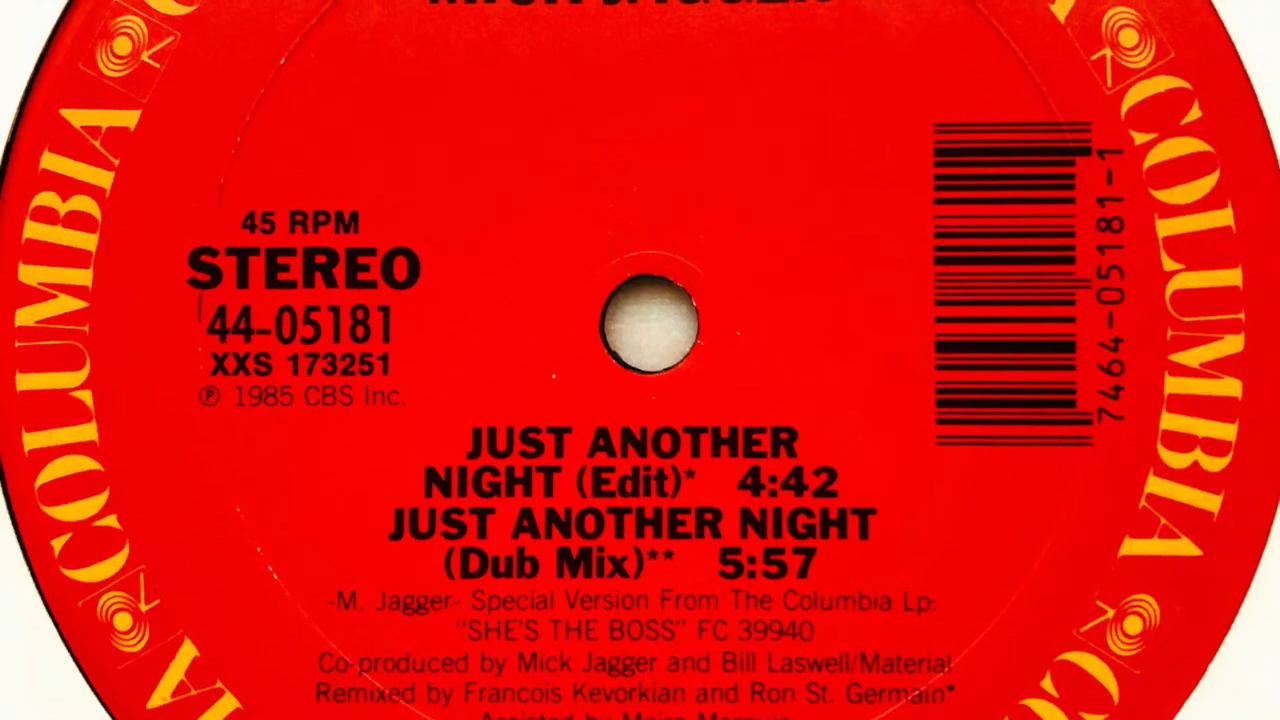 MICK JAGGER
COLUMBIA
COLUMBIA
45 RPM
STEREO
44-05181
XXS 173251
℗ 1985 CBS Inc.
7464-05181-1
JUST ANOTHER
NIGHT (Edit)* 4:42
JUST ANOTHER NIGHT
(Dub Mix)** 5:57
-M. Jagger- Special Version From The Columbia Lp:
"SHE'S THE BOSS" FC 39940
Co-produced by Mick Jagger and Bill Laswell/Material
Remixed by Francois Kevorkian and Ron St. Germain*